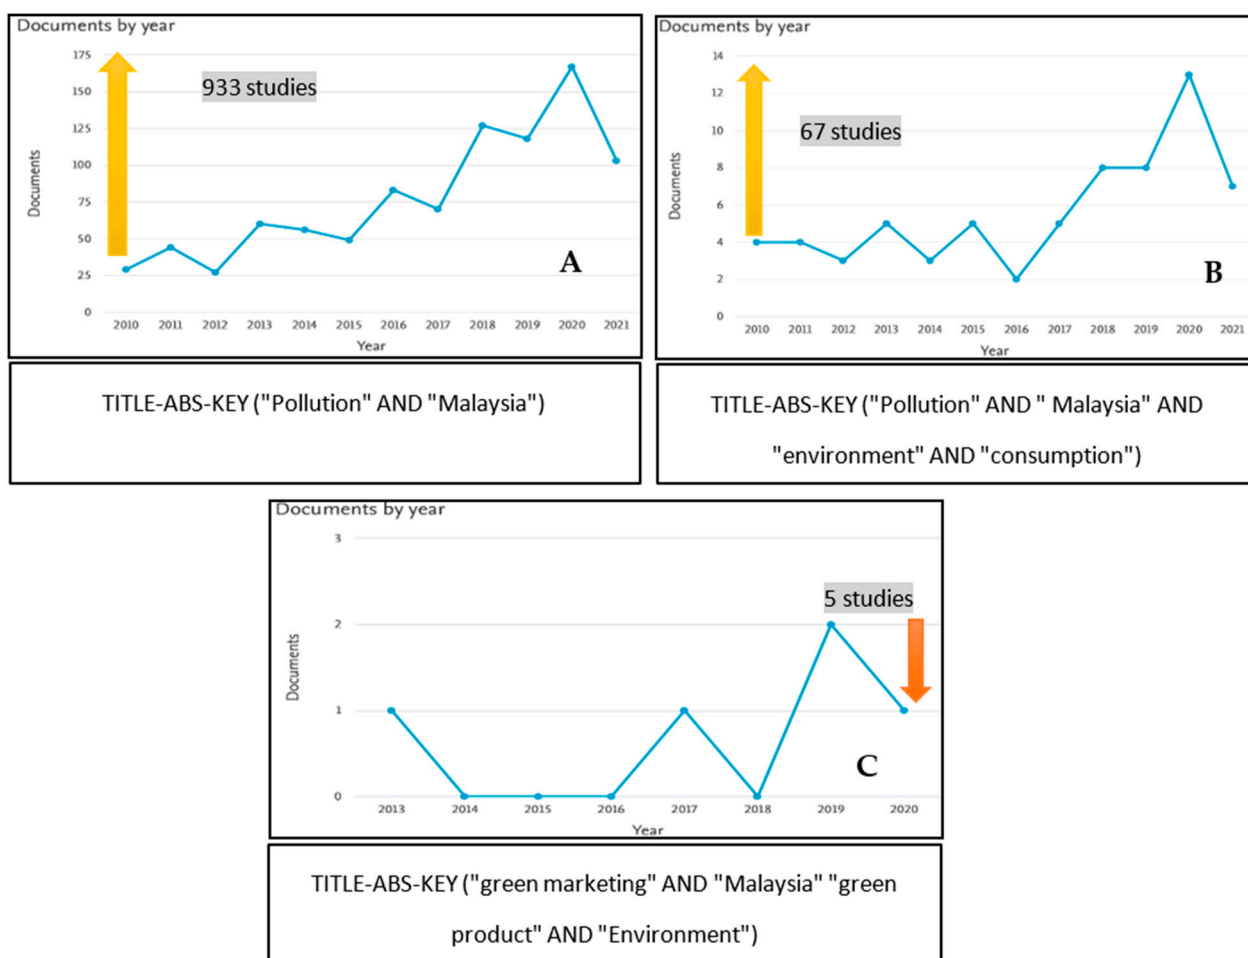 Documents by year
175
933 studies
150
125
100
75
50
25
0
Documents
A
2010 2011 2012 2013 2014 2015 2016 2017 2018 2019 2020 2021
Year
TITLE-ABS-KEY ("Pollution" AND "Malaysia")
Documents by year
14
12
67 studies
10
8
6
4
2
0
Documents
B
2010 2011 2012 2013 2014 2015 2016 2017 2018 2019 2020 2021
Year
TITLE-ABS-KEY ("Pollution" AND " Malaysia" AND
"environment" AND "consumption")
Documents by year
3
5 studies
2
1
0
Documents
C
2013 2014 2015 2016 2017 2018 2019 2020
Year
TITLE-ABS-KEY ("green marketing" AND "Malaysia" "green
product" AND "Environment")